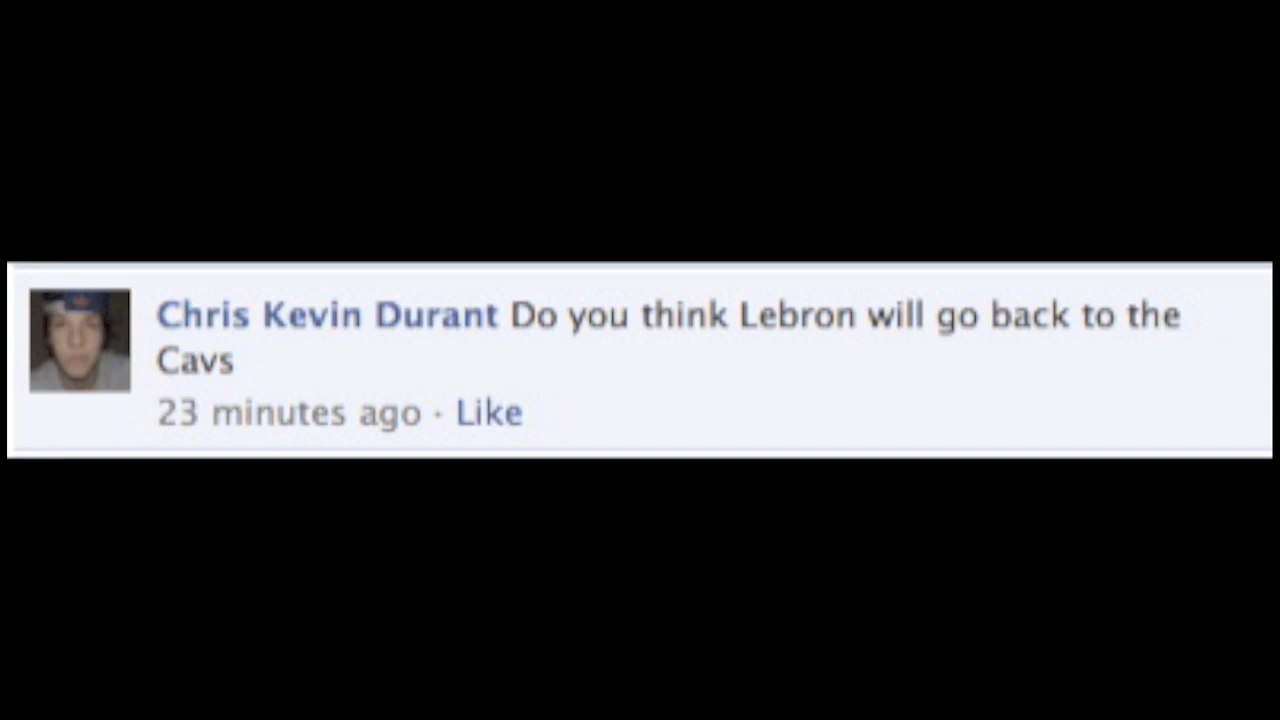 Chris Kevin Durant Do you think Lebron will go back to the
Cavs
23 minutes ago · Like